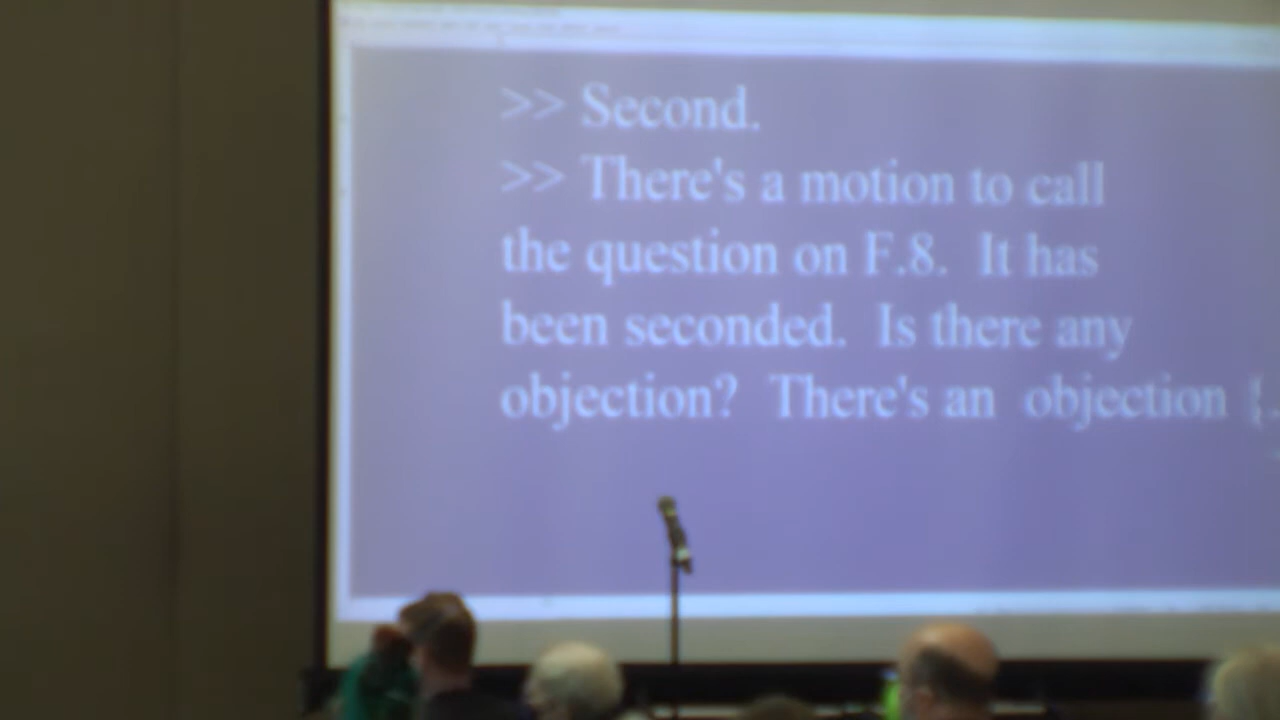 >> Second.
>> There's a motion to call
the question on F.8.  It has
been seconded.  Is there any
objection?  There's an  objection {.